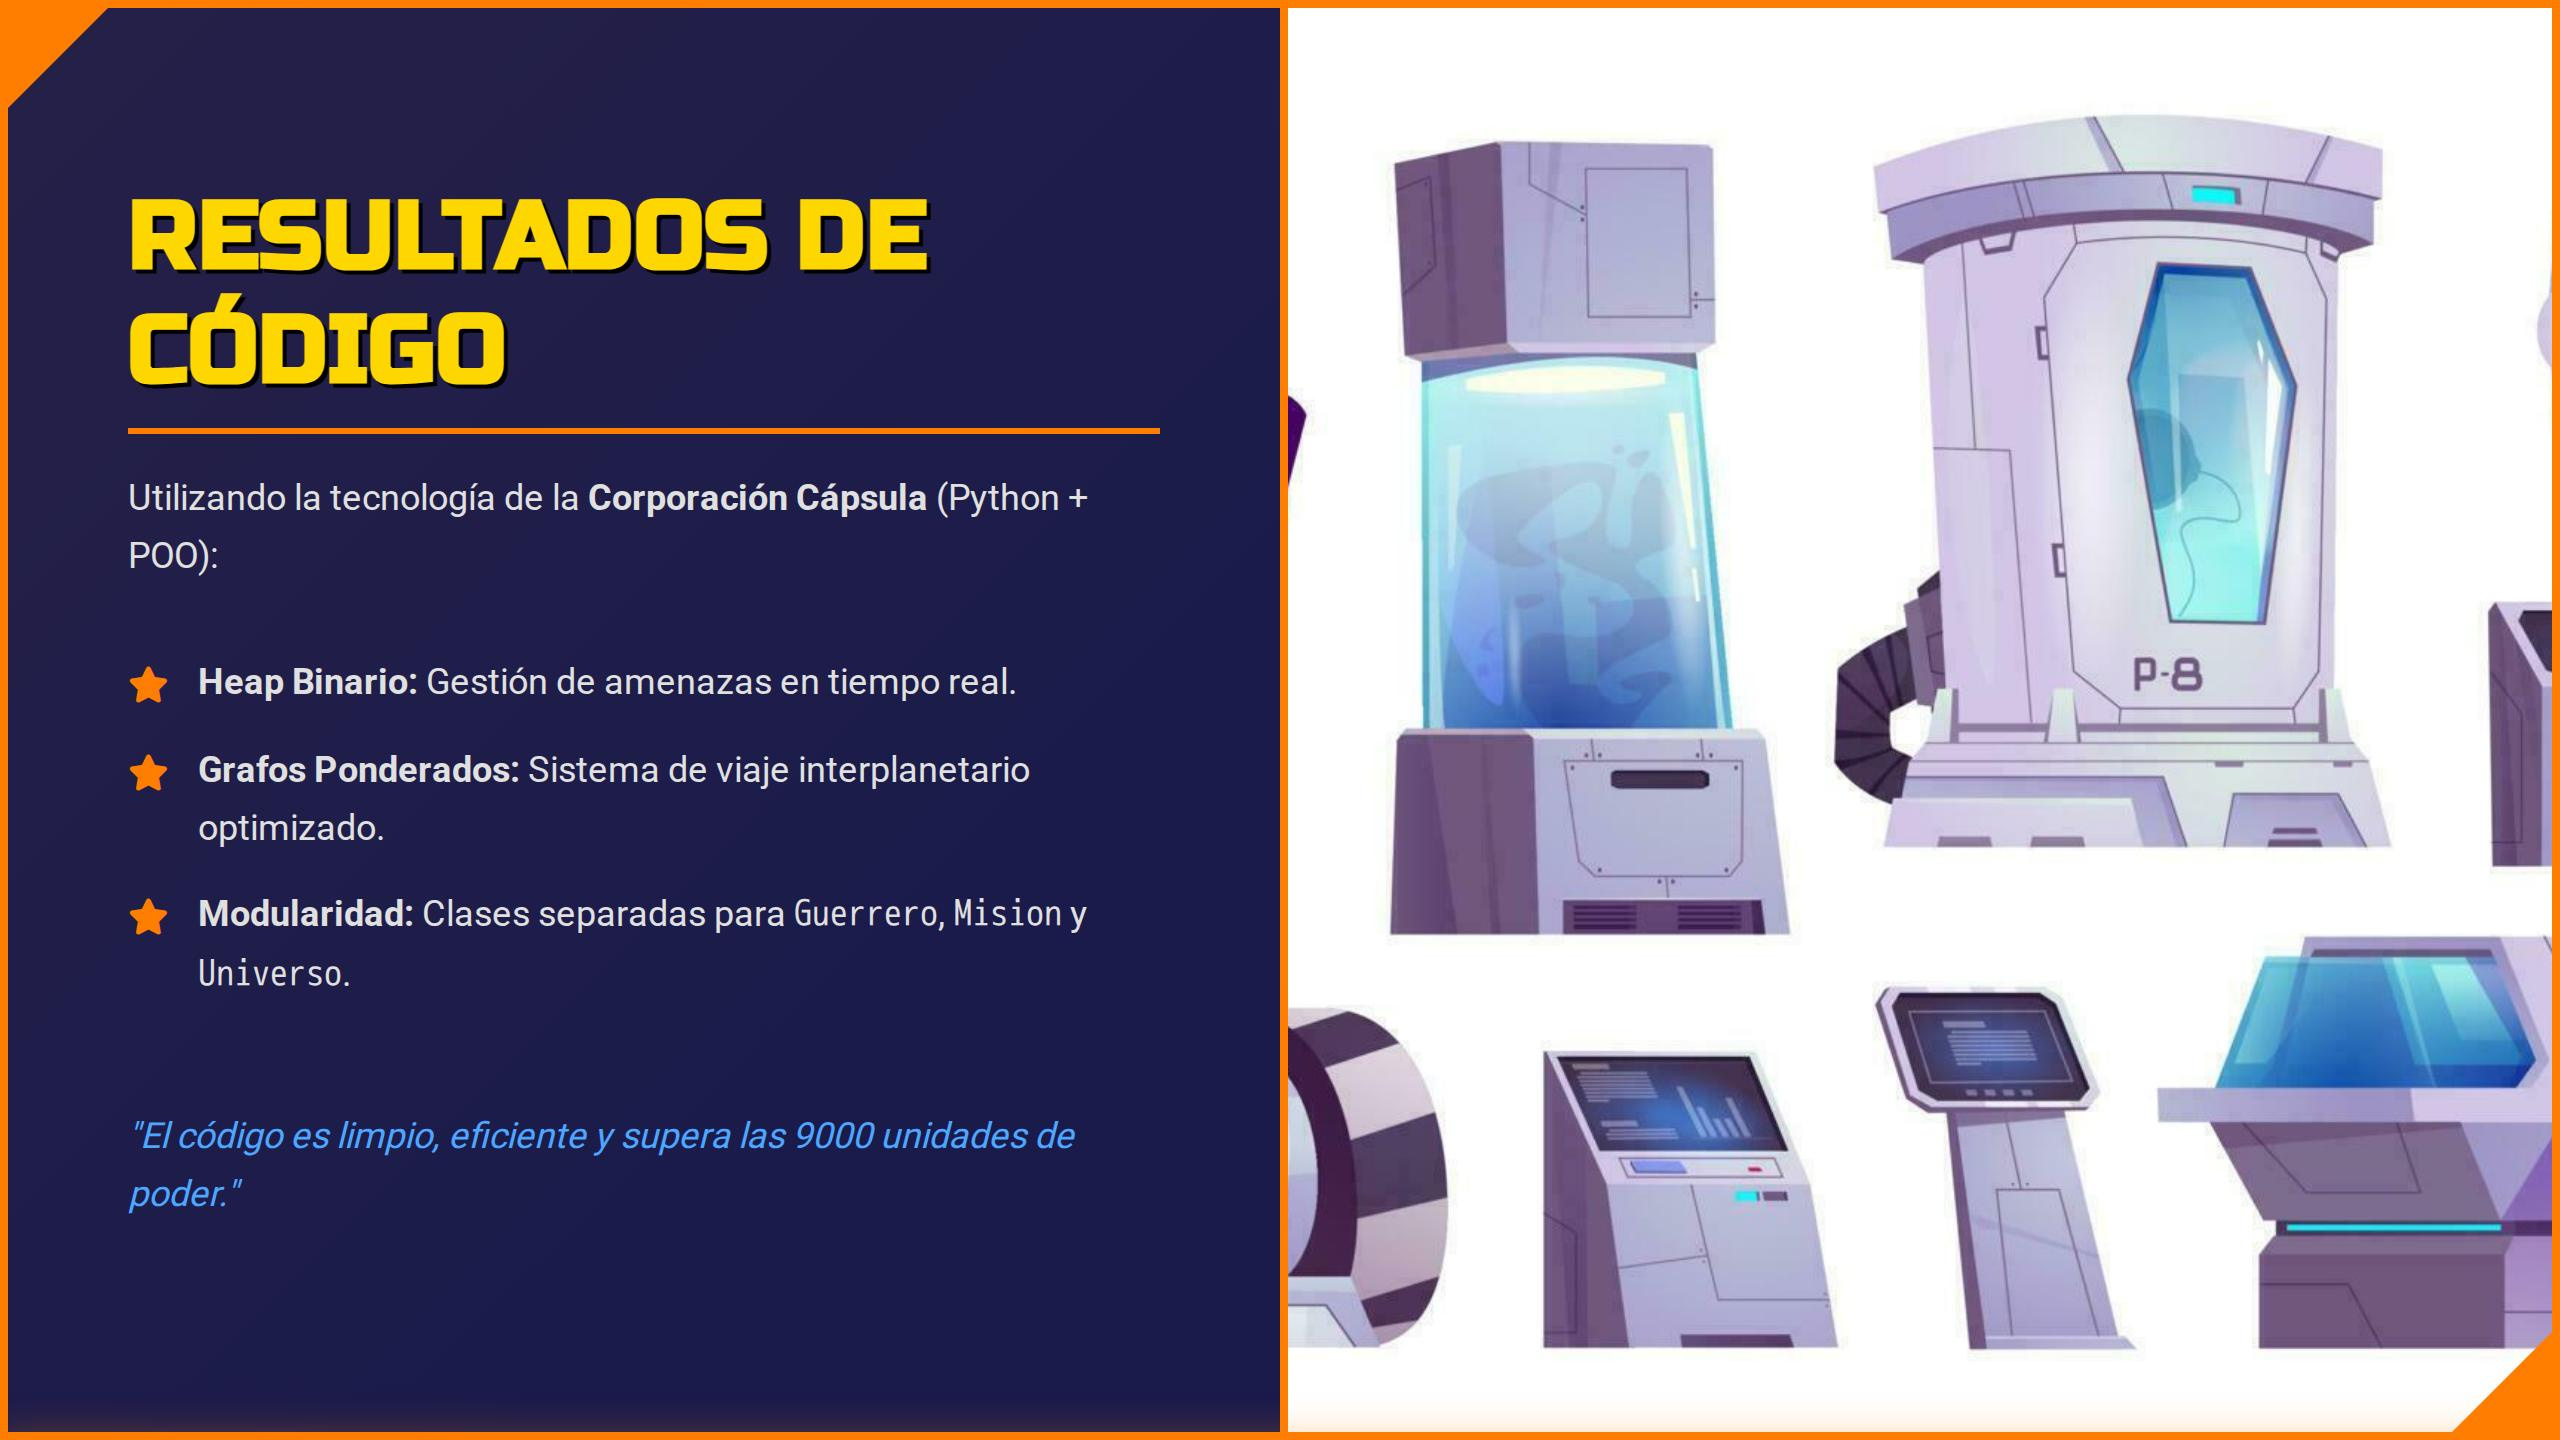 RESULTADOS DE
CÓDIGO
Utilizando la tecnología de la Corporación Cápsula (Python +
POO):
Heap Binario: Gestión de amenazas en tiempo real.
Grafos Ponderados: Sistema de viaje interplanetario
optimizado.
Modularidad: Clases separadas para Guerrero, Mision y
Universo.
"El código es limpio, eficiente y supera las 9000 unidades de
poder."
P-8